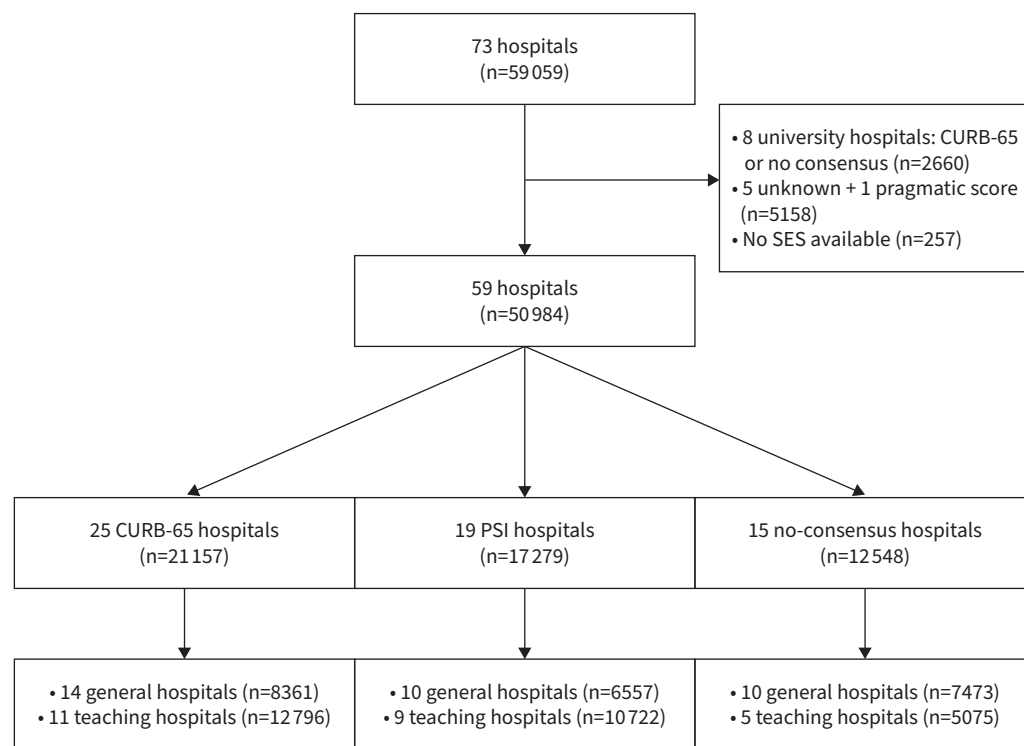 73 hospitals
(n=59 059)
• 8 university hospitals: CURB-65
or no consensus (n=2660)
• 5 unknown + 1 pragmatic score
(n=5158)
• No SES available (n=257)
59 hospitals
(n=50 984)
25 CURB-65 hospitals
(n=21 157)
19 PSI hospitals
(n=17 279)
15 no-consensus hospitals
(n=12 548)
• 14 general hospitals (n=8361)
• 11 teaching hospitals (n=12 796)
• 10 general hospitals (n=6557)
• 9 teaching hospitals (n=10 722)
• 10 general hospitals (n=7473)
• 5 teaching hospitals (n=5075)